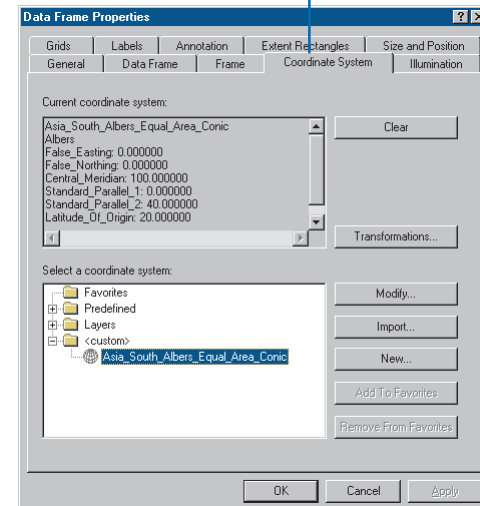 Data Frame Properties
Grids Labels Annotation Extent Rectangles Size and Position
General Data Frame Frame Coordinate System Illumination
Current coordinate system:
Asia_South_Albers_Equal_Area_Conic
Albers
False_Easting: 0.000000
False_Northing: 0.000000
Central_Meridian: 100.000000
Standard_Parallel_1: 0.000000
Standard_Parallel_2: 40.000000
Latitude_Of_Origin: 20.000000
Clear
Transformations...
Select a coordinate system:
Favorites
Predefined
Layers
<custom>
Asia_South_Albers_Equal_Area_Conic
Modify...
Import...
New...
Add To Favorites
Remove From Favorites
OK Cancel Apply